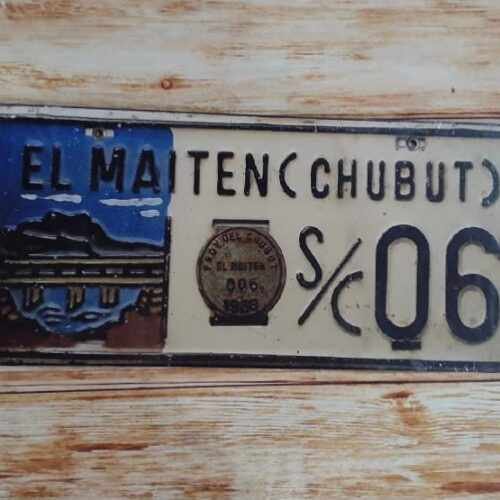 EL MAITEN (CHUBUT)
PROV. DEL CHUBUT
EL MAITEN
006
S/C 06